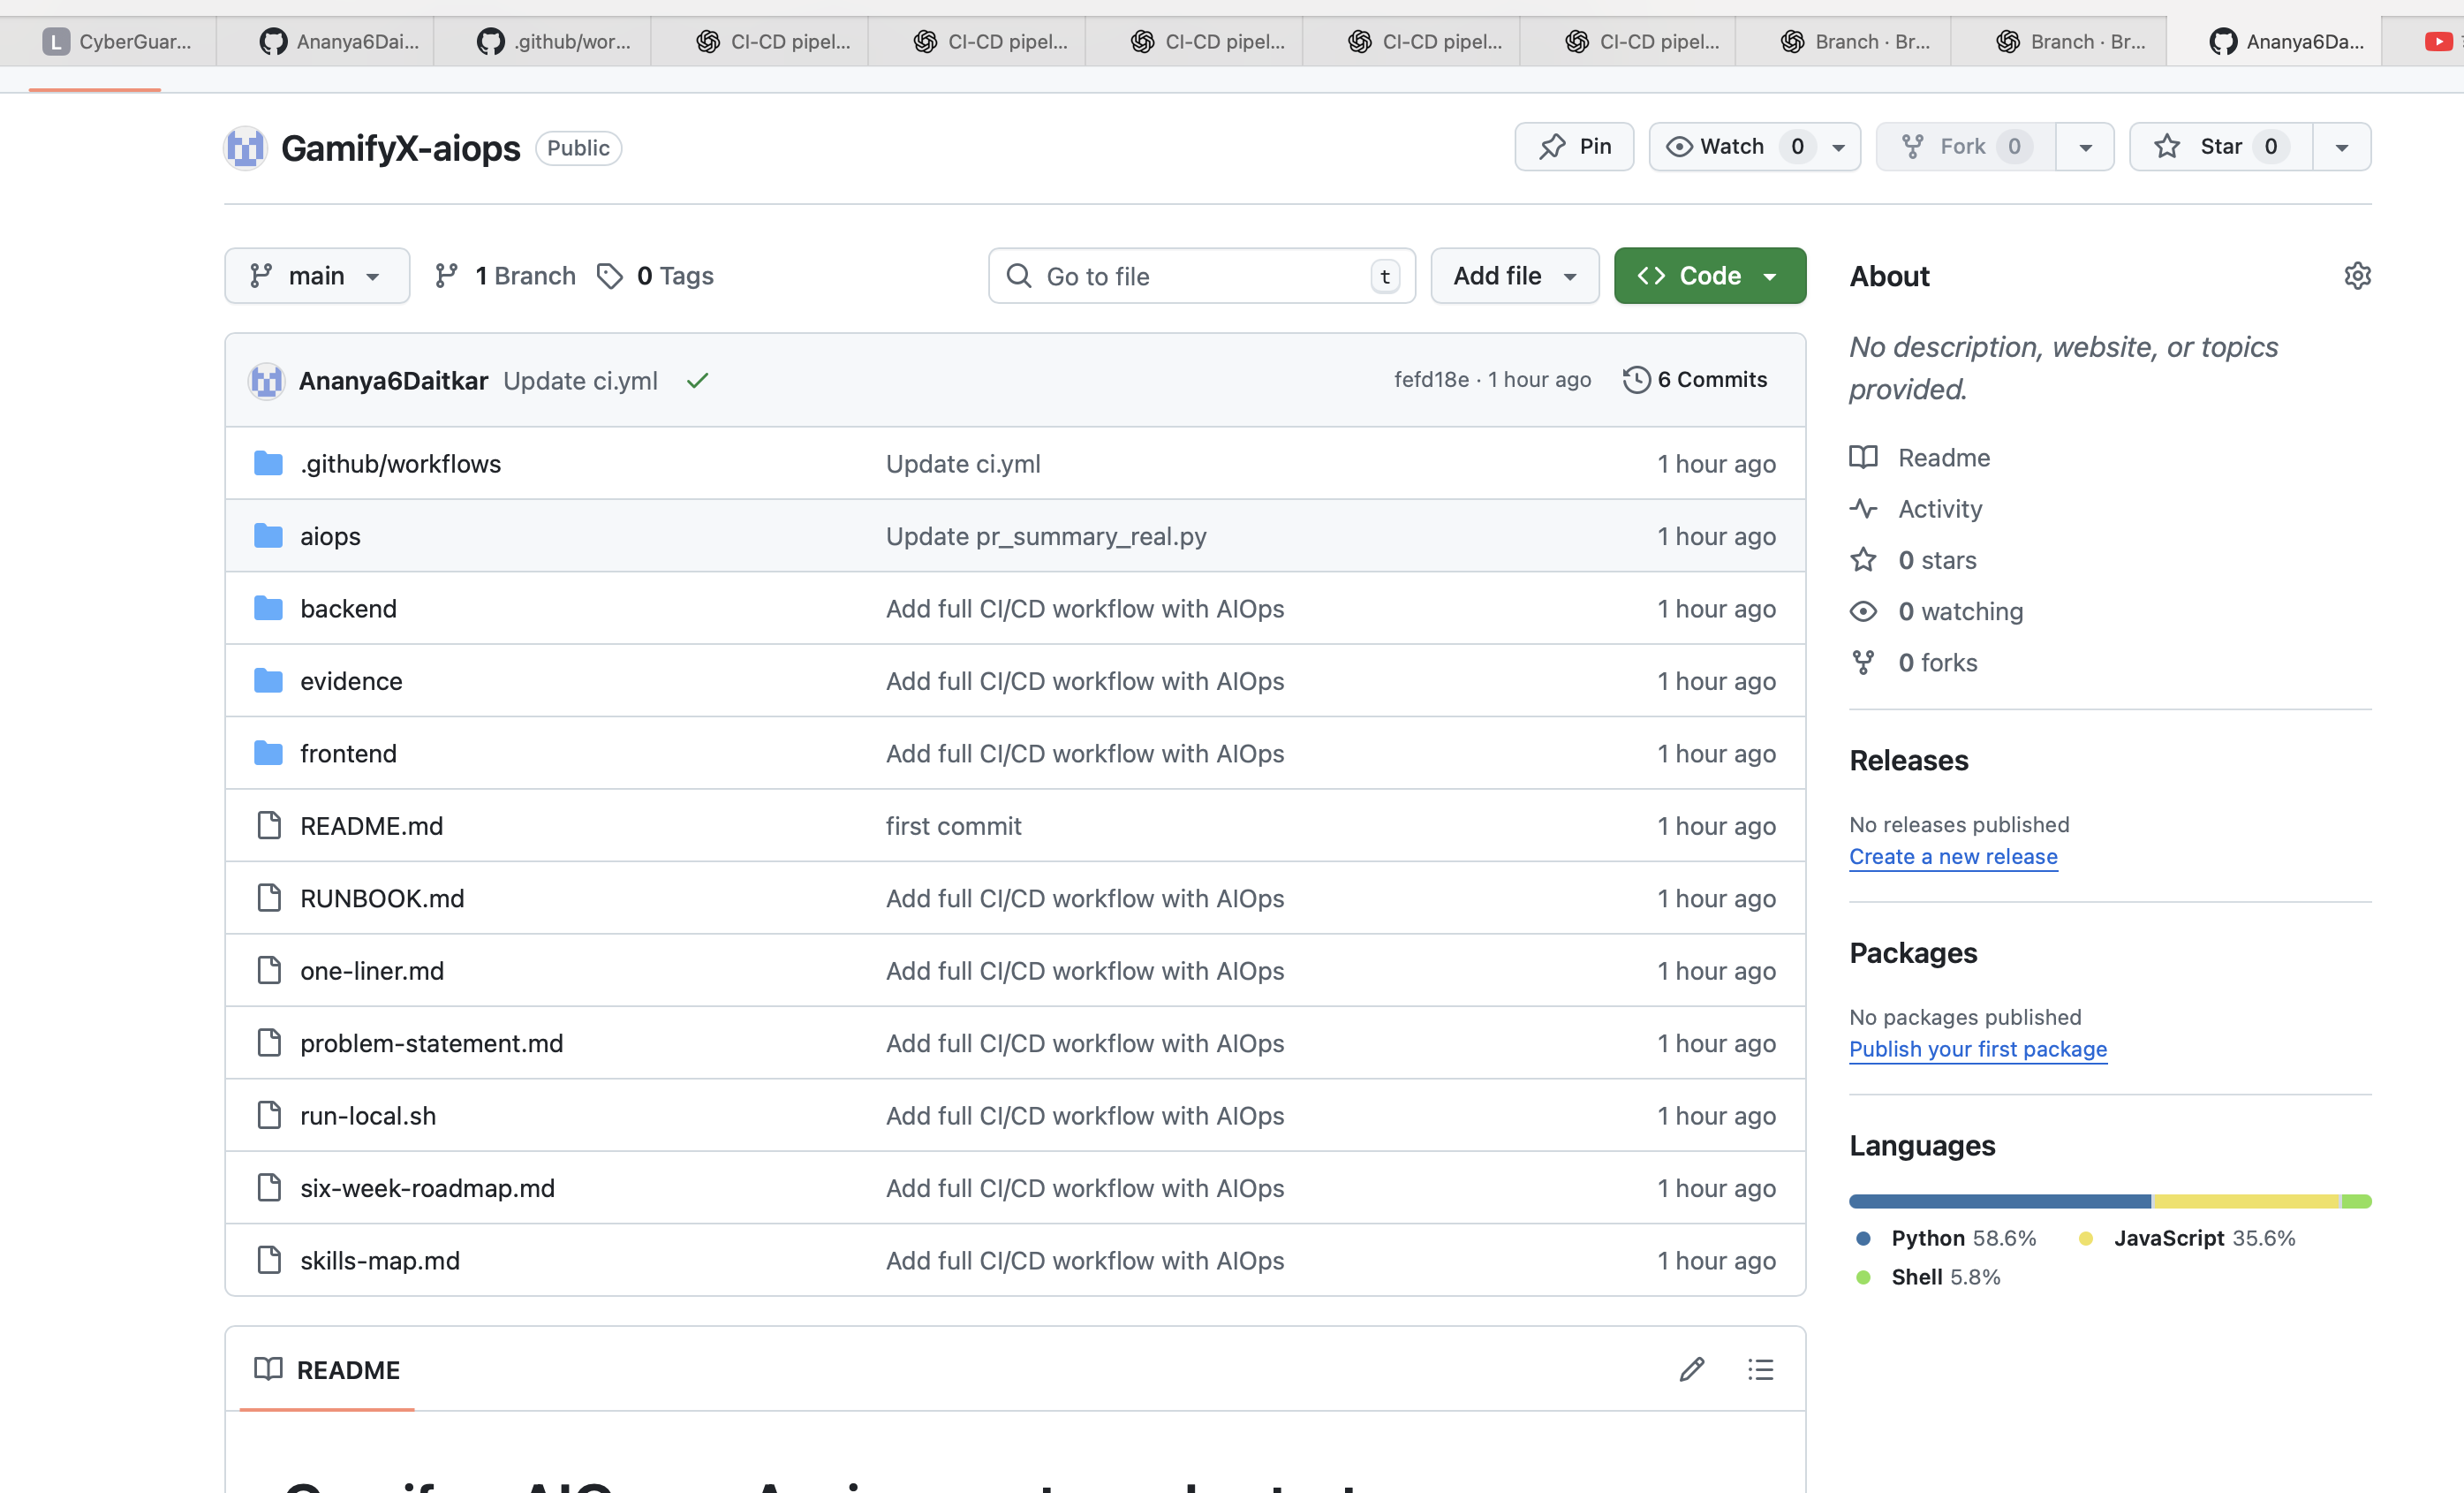 L CyberGuar...
Ananya6Dai...
.github/wor...
CI-CD pipel...
CI-CD pipel...
CI-CD pipel...
CI-CD pipel...
CI-CD pipel...
Branch · Br...
Branch · Br...
Ananya6Da...
GamifyX-aiops Public
Pin
Watch 0
Fork 0
Star 0
main
1 Branch
0 Tags
Go to file t
Add file
Code
Ananya6Daitkar Update ci.yml
fefd18e · 1 hour ago
6 Commits
.github/workflows Update ci.yml 1 hour ago
aiops Update pr_summary_real.py 1 hour ago
backend Add full CI/CD workflow with AIOps 1 hour ago
evidence Add full CI/CD workflow with AIOps 1 hour ago
frontend Add full CI/CD workflow with AIOps 1 hour ago
README.md first commit 1 hour ago
RUNBOOK.md Add full CI/CD workflow with AIOps 1 hour ago
one-liner.md Add full CI/CD workflow with AIOps 1 hour ago
problem-statement.md Add full CI/CD workflow with AIOps 1 hour ago
run-local.sh Add full CI/CD workflow with AIOps 1 hour ago
six-week-roadmap.md Add full CI/CD workflow with AIOps 1 hour ago
skills-map.md Add full CI/CD workflow with AIOps 1 hour ago
README
About
No description, website, or topics
provided.
Readme
Activity
0 stars
0 watching
0 forks
Releases
No releases published
Create a new release
Packages
No packages published
Publish your first package
Languages
Python 58.6%
JavaScript 35.6%
Shell 5.8%